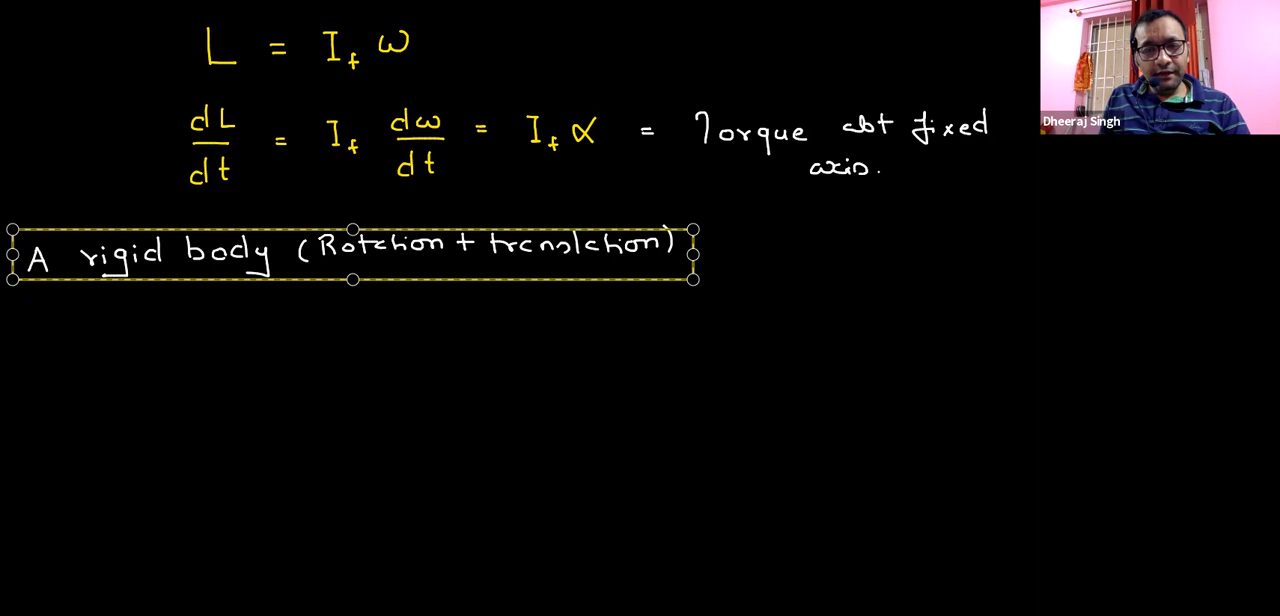 L = I_f ω
dL/dt = I_f dω/dt = I_f α = Torque abt fixed
axis.
A rigid body (Rotation + translation)
Dheeraj Singh